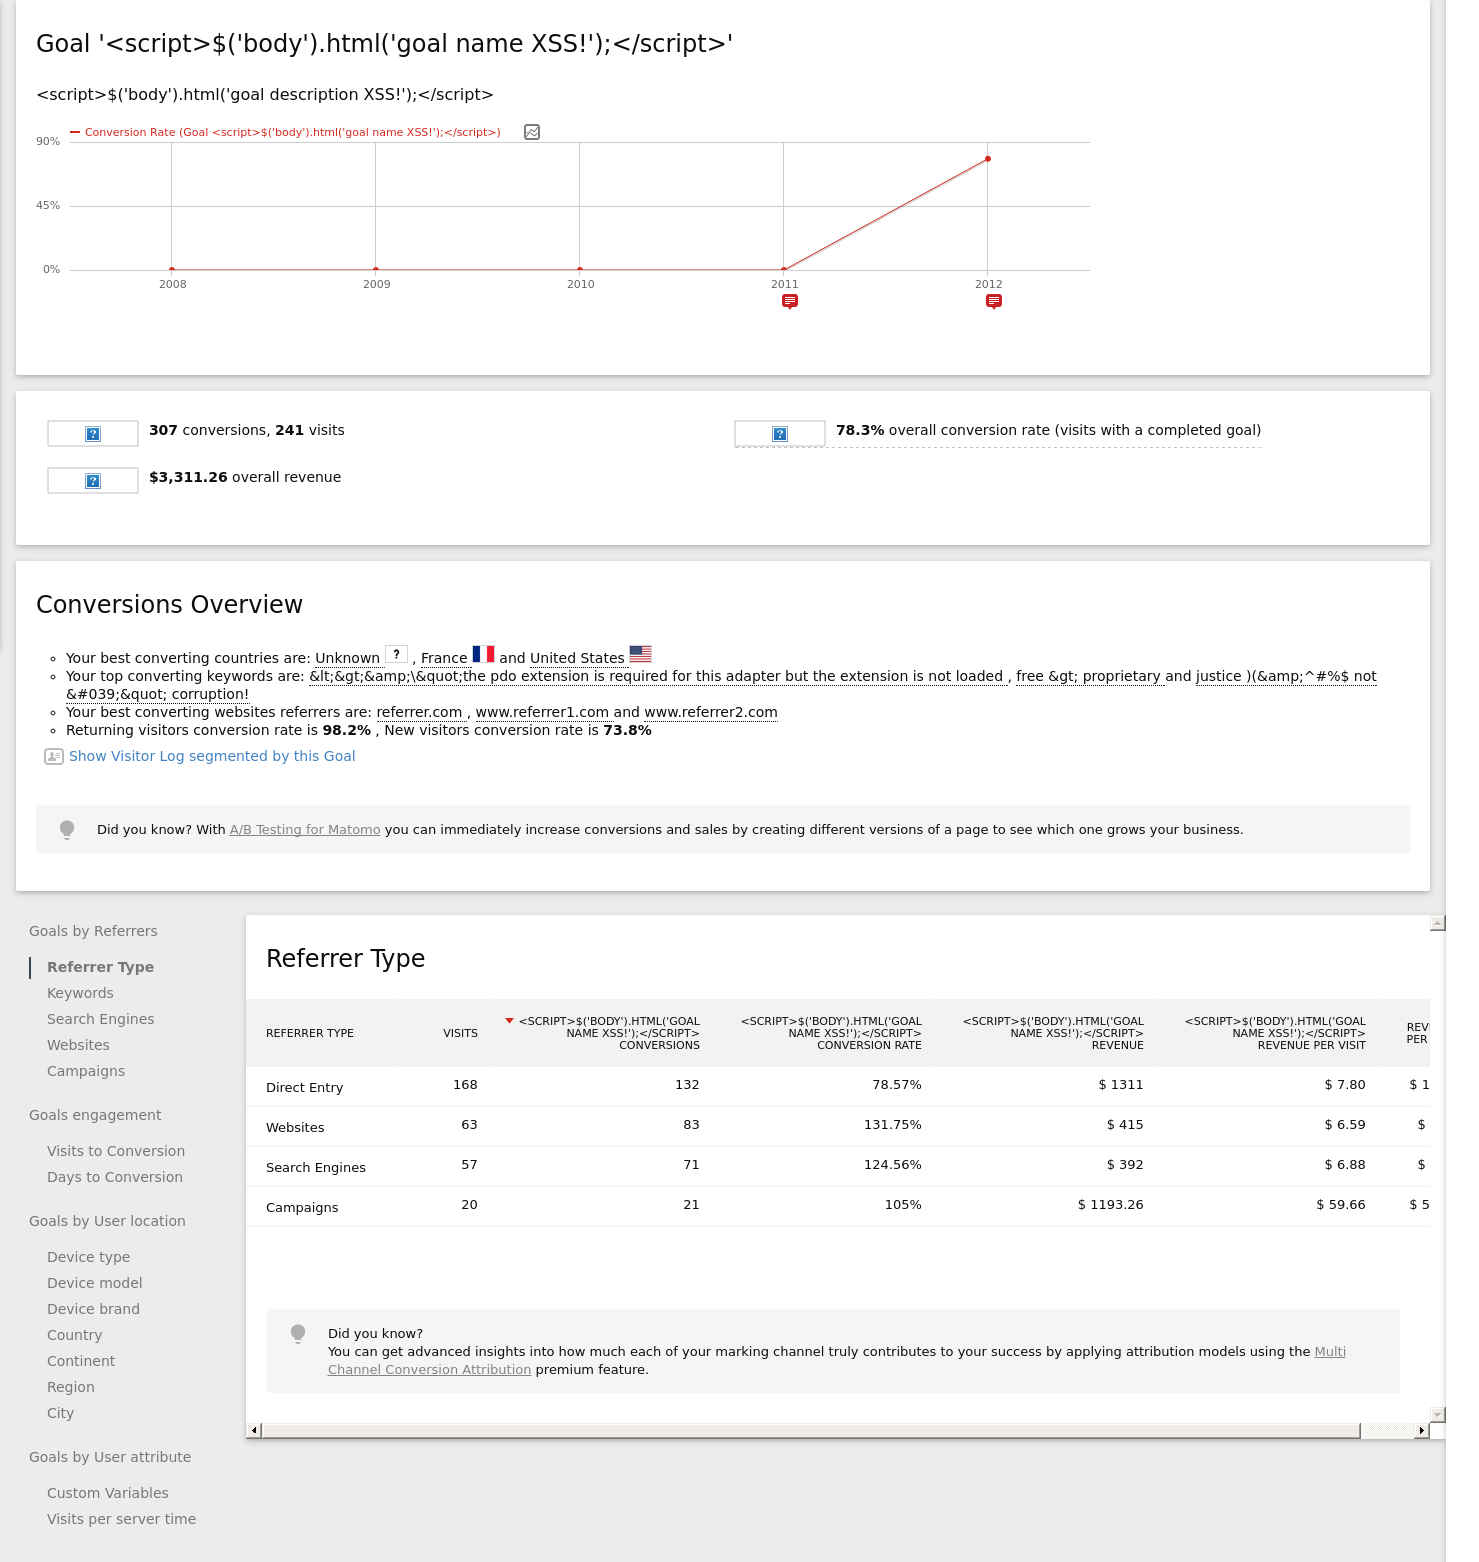 Goal '<script>$('body').html('goal name XSS!');</script>'
<script>$('body').html('goal description XSS!');</script>
Conversion Rate (Goal <script>$('body').html('goal name XSS!');</script>)
90%
45%
0%
2008 2009 2010 2011 2012
? 307 conversions, 241 visits
? 78.3% overall conversion rate (visits with a completed goal)
? $3,311.26 overall revenue
Conversions Overview
Your best converting countries are: Unknown ? , France and United States
Your top converting keywords are: &lt;&gt;&amp;\&quot;the pdo extension is required for this adapter but the extension is not loaded , free &gt; proprietary and justice )(&amp;^#%$ not
&#039;&quot; corruption!
Your best converting websites referrers are: referrer.com , www.referrer1.com and www.referrer2.com
Returning visitors conversion rate is 98.2% , New visitors conversion rate is 73.8%
Show Visitor Log segmented by this Goal
Did you know? With A/B Testing for Matomo you can immediately increase conversions and sales by creating different versions of a page to see which one grows your business.
Goals by Referrers
Referrer Type
Keywords
Search Engines
Websites
Campaigns
Goals engagement
Visits to Conversion
Days to Conversion
Goals by User location
Device type
Device model
Device brand
Country
Continent
Region
City
Goals by User attribute
Custom Variables
Visits per server time
Referrer Type
REFERRER TYPE
VISITS
<SCRIPT>$('BODY').HTML('GOAL
NAME XSS!');</SCRIPT>
CONVERSIONS
<SCRIPT>$('BODY').HTML('GOAL
NAME XSS!');</SCRIPT>
CONVERSION RATE
<SCRIPT>$('BODY').HTML('GOAL
NAME XSS!');</SCRIPT>
REVENUE
<SCRIPT>$('BODY').HTML('GOAL
NAME XSS!');</SCRIPT>
REVENUE PER VISIT
PER
Direct Entry 168 132 78.57% $ 1311 $ 7.80 $ 1
Websites 63 83 131.75% $ 415 $ 6.59 $
Search Engines 57 71 124.56% $ 392 $ 6.88 $
Campaigns 20 21 105% $ 1193.26 $ 59.66 $ 5
Did you know?
You can get advanced insights into how much each of your marking channel truly contributes to your success by applying attribution models using the Multi
Channel Conversion Attribution premium feature.